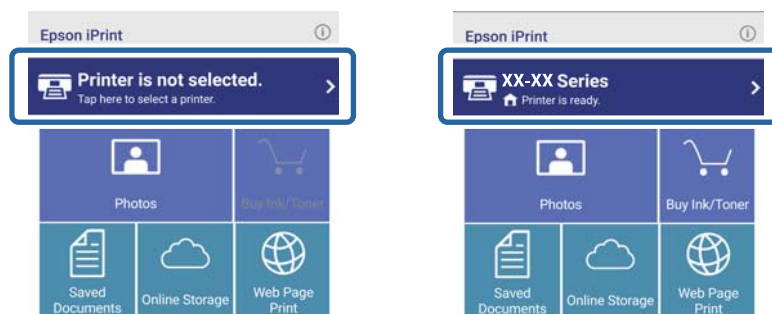 Epson iPrint
Printer is not selected.
Tap here to select a printer.
Photos
Buy Ink/Toner
Saved
Documents
Online Storage
Web Page
Print
Epson iPrint
XX-XX Series
Printer is ready.
Photos
Buy Ink/Toner
Saved
Documents
Online Storage
Web Page
Print